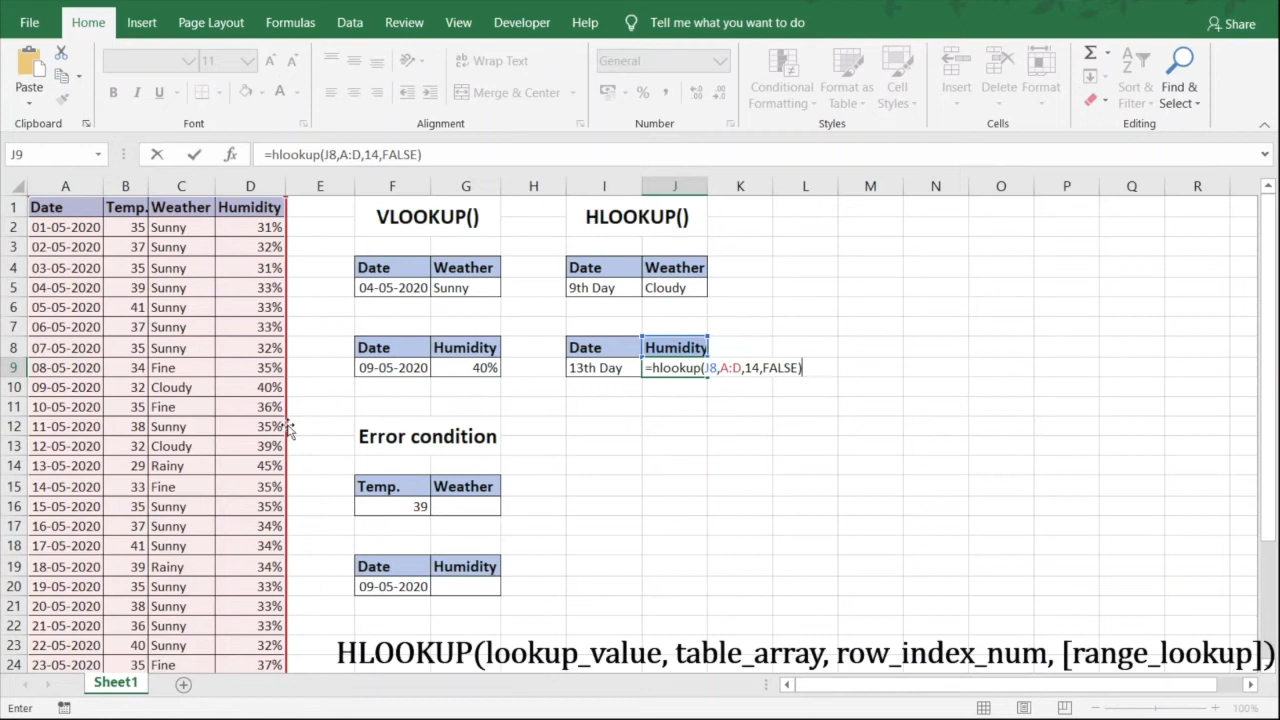 File Home Insert Page Layout Formulas Data Review View Developer Help Tell me what you want to do Share
11 Wrap Text General
Paste B I U Merge & Center % , Conditional Formatting Format as Table Cell Styles Insert Delete Format Sort & Filter Find & Select
Clipboard Font Alignment Number Styles Cells Editing
J9 fx =hlookup(J8,A:D,14,FALSE)
A B C D E F G H I J K L M N O P Q R
1 Date Temp. Weather Humidity VLOOKUP() HLOOKUP()
2 01-05-2020 35 Sunny 31%
3 02-05-2020 37 Sunny 32%
4 03-05-2020 35 Sunny 31% Date Weather Date Weather
5 04-05-2020 39 Sunny 33% 04-05-2020 Sunny 9th Day Cloudy
6 05-05-2020 41 Sunny 33%
7 06-05-2020 37 Sunny 33%
8 07-05-2020 35 Sunny 32% Date Humidity Date Humidity
9 08-05-2020 34 Fine 35% 09-05-2020 40% 13th Day =hlookup(J8,A:D,14,FALSE)
10 09-05-2020 32 Cloudy 40%
11 10-05-2020 35 Fine 36%
12 11-05-2020 38 Sunny 35% Error condition
13 12-05-2020 32 Cloudy 39%
14 13-05-2020 29 Rainy 45%
15 14-05-2020 33 Fine 35% Temp. Weather
16 15-05-2020 35 Sunny 35% 39
17 16-05-2020 37 Sunny 34%
18 17-05-2020 41 Sunny 34%
19 18-05-2020 39 Rainy 34% Date Humidity
20 19-05-2020 35 Sunny 33% 09-05-2020
21 20-05-2020 38 Sunny 33%
22 21-05-2020 36 Sunny 33%
23 22-05-2020 40 Sunny 32%
24 23-05-2020 35 Fine 37%
HLOOKUP(lookup_value, table_array, row_index_num, [range_lookup])
Sheet1
Enter 100%